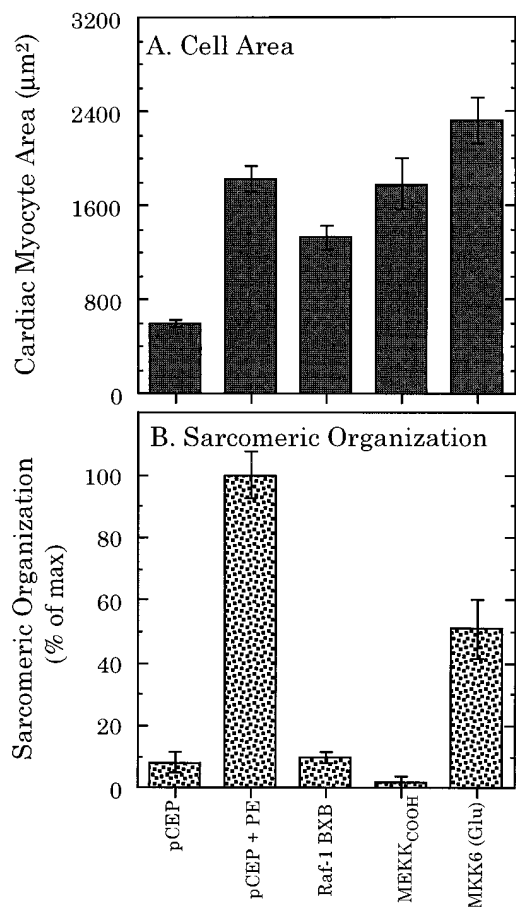 A. Cell Area
Cardiac Myocyte Area (µm²)
3200
2400
1600
800
0
B. Sarcomeric Organization
Sarcomeric Organization
(% of max)
100
80
60
40
20
0
pCEP
pCEP + PE
Raf-1 BXB
MEKKCOOH
MKK6 (Glu)